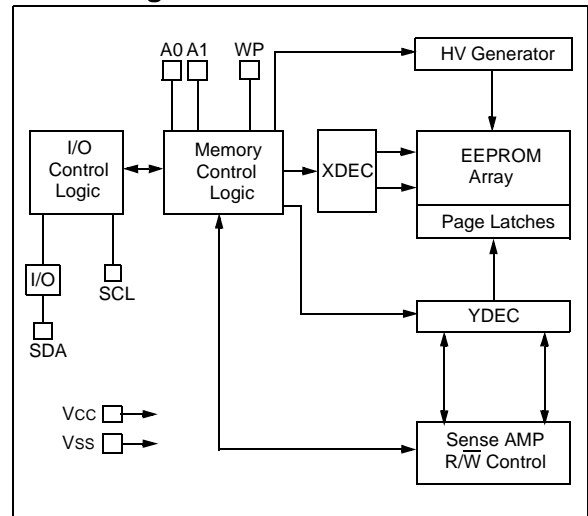 A0 A1
WP
HV Generator
I/O
Control
Logic
Memory
Control
Logic
XDEC
EEPROM
Array
Page Latches
I/O
SCL
SDA
YDEC
Vcc
Vss
Sense AMP
R/W̅ Control